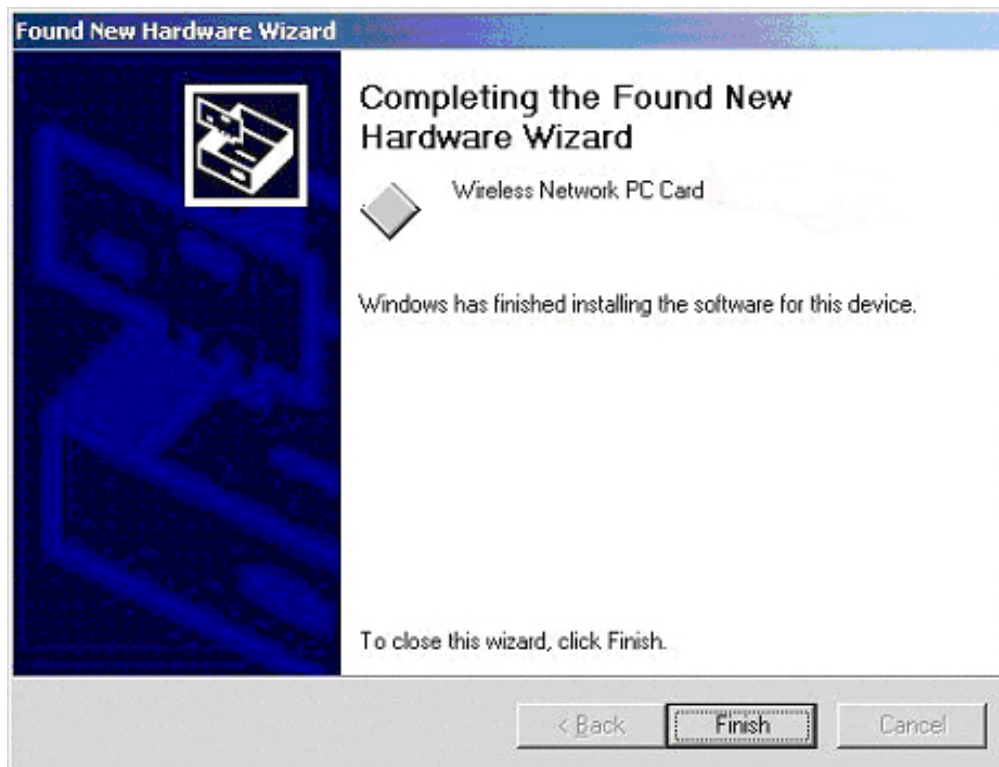 Found New Hardware Wizard
Completing the Found New
Hardware Wizard
Wireless Network PC Card
Windows has finished installing the software for this device.
To close this wizard, click Finish.
< Back
Finish
Cancel